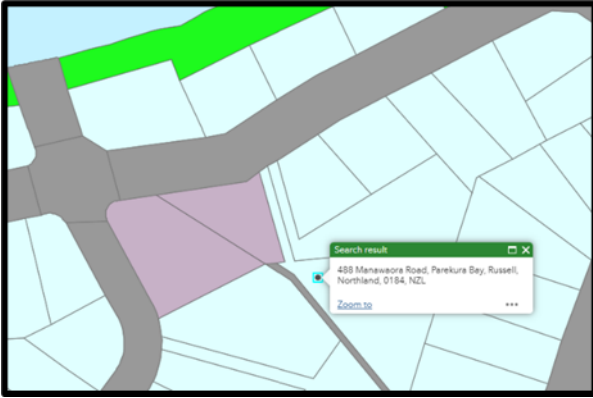 Search result
488 Manawaora Road, Parekura Bay, Russell,
Northland, 0184, NZL
Zoom to